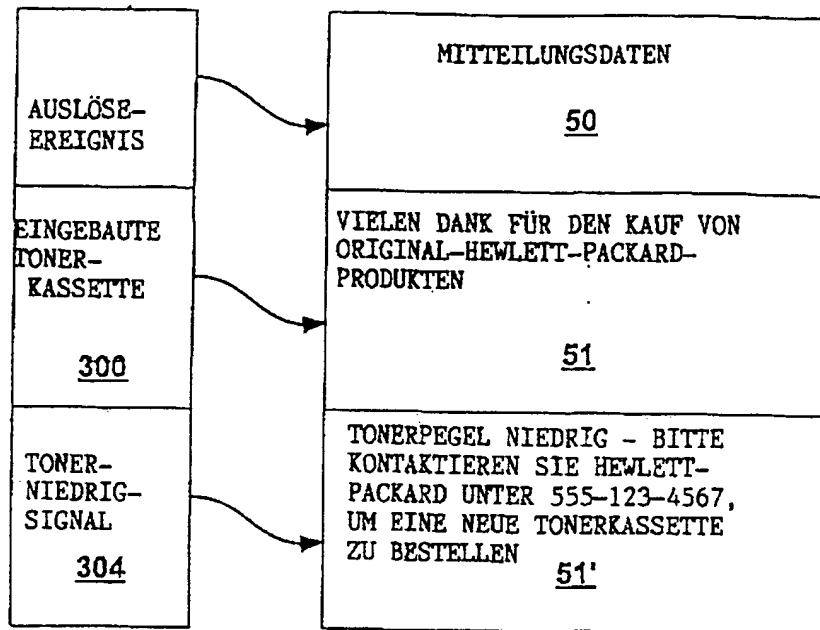 AUSLÖSE-
EREIGNIS
MITTEILUNGSDATEN
50
EINGEBAUTE
TONER-
KASSETTE
300
VIELEN DANK FÜR DEN KAUF VON
ORIGINAL-HEWLETT-PACKARD-
PRODUKTEN
51
TONER-
NIEDRIG-
SIGNAL
304
TONERPEGEL NIEDRIG - BITTE
KONTAKTIEREN SIE HEWLETT-
PACKARD UNTER 555-123-4567,
UM EINE NEUE TONERKASSETTE
ZU BESTELLEN
51'